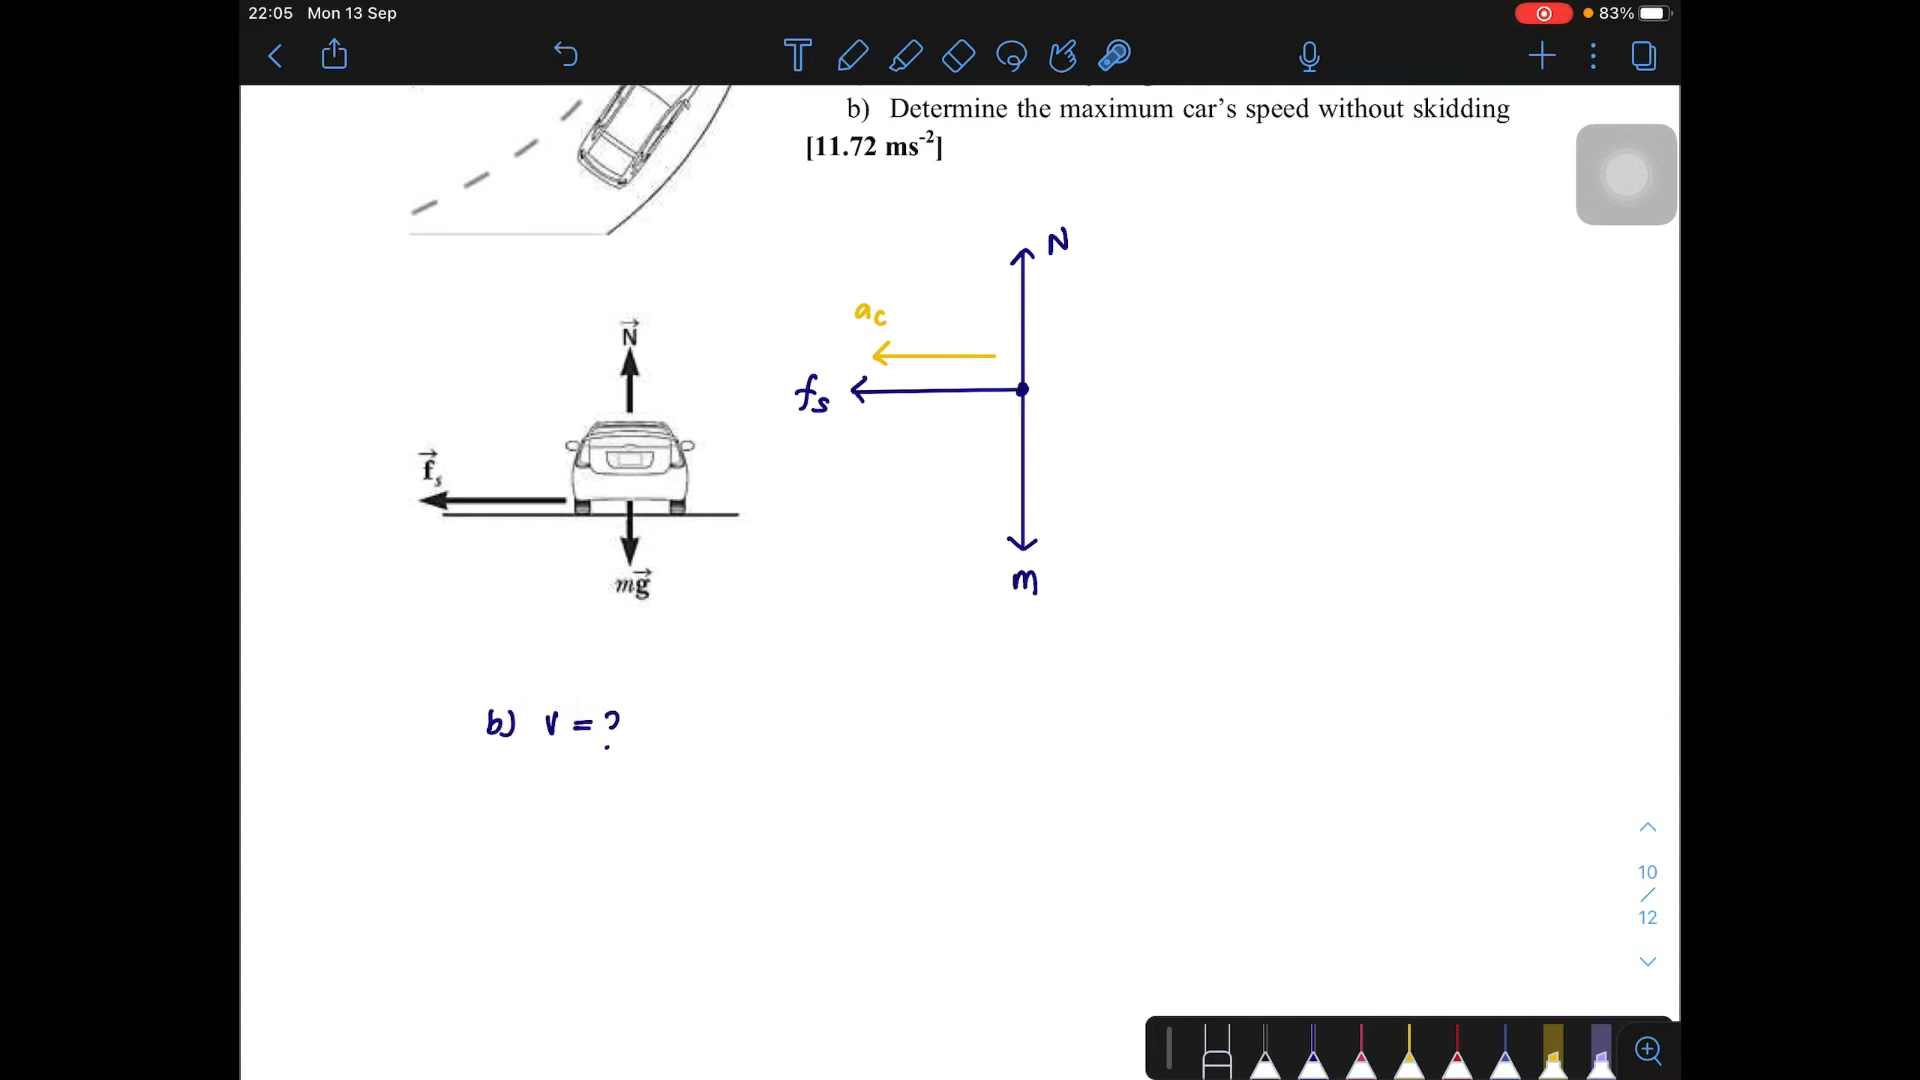 22:05 Mon 13 Sep
83%
b) Determine the maximum car’s speed without skidding
[11.72 ms⁻²]
N
a꜀
fₛ
m
N⃗
f⃗ₛ
mg⃗
b) v = ?
10
/
12